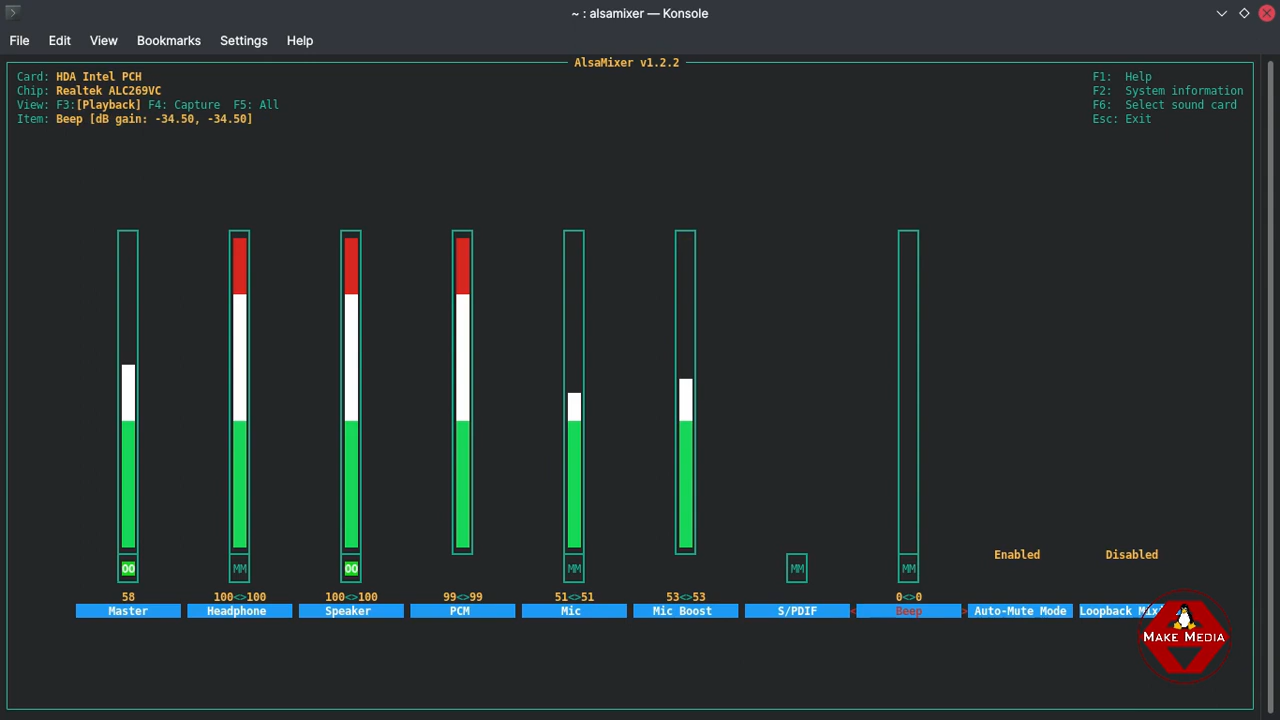 ~ : alsamixer — Konsole
File Edit View Bookmarks Settings Help
AlsaMixer v1.2.2
Card: HDA Intel PCH F1: Help
Chip: Realtek ALC269VC F2: System information
View: F3:[Playback] F4: Capture F5: All F6: Select sound card
Item: Beep [dB gain: -34.50, -34.50] Esc: Exit
Enabled Disabled
OO MM OO MM MM MM
58 100<>100 100<>100 99<>99 51<>51 53<>53 0<>0
Master Headphone Speaker PCM Mic Mic Boost S/PDIF < Beep > Auto-Mute Mode Loopback
MAKE MEDIA